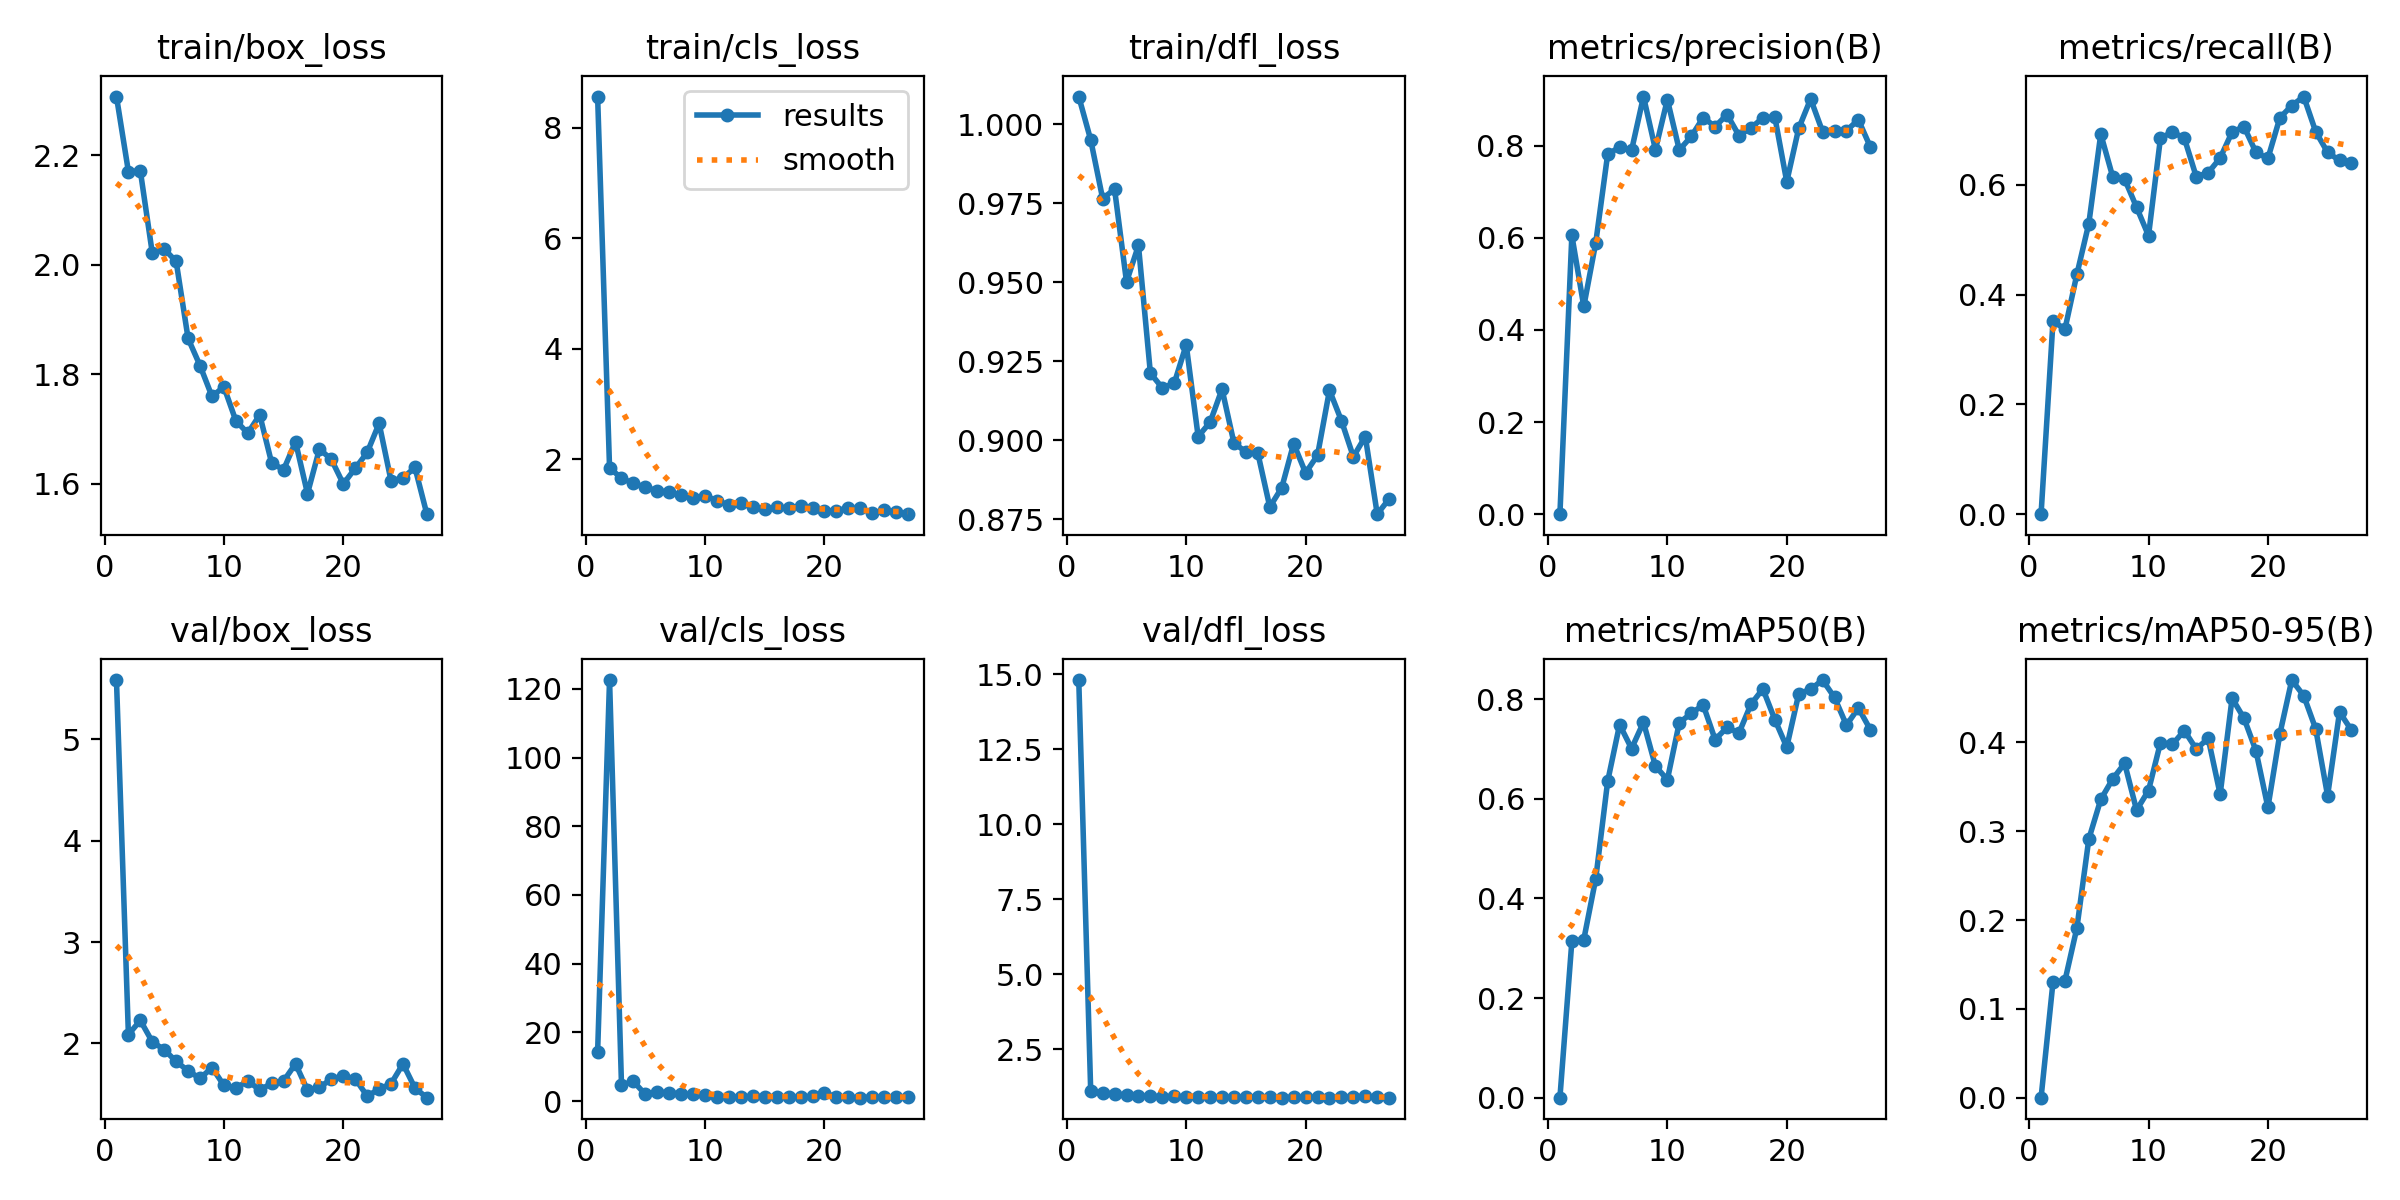 train/box_loss
train/cls_loss
train/dfl_loss
metrics/precision(B)
metrics/recall(B)
2.2
2.0
1.8
1.6
0 10 20
results
smooth
8
6
4
2
0 10 20
1.000
0.975
0.950
0.925
0.900
0.875
0 10 20
0.8
0.6
0.4
0.2
0.0
0 10 20
0.6
0.4
0.2
0.0
0 10 20
val/box_loss
val/cls_loss
val/dfl_loss
metrics/mAP50(B)
metrics/mAP50-95(B)
5
4
3
2
0 10 20
120
100
80
60
40
20
0
0 10 20
15.0
12.5
10.0
7.5
5.0
2.5
0 10 20
0.8
0.6
0.4
0.2
0.0
0 10 20
0.4
0.3
0.2
0.1
0.0
0 10 20